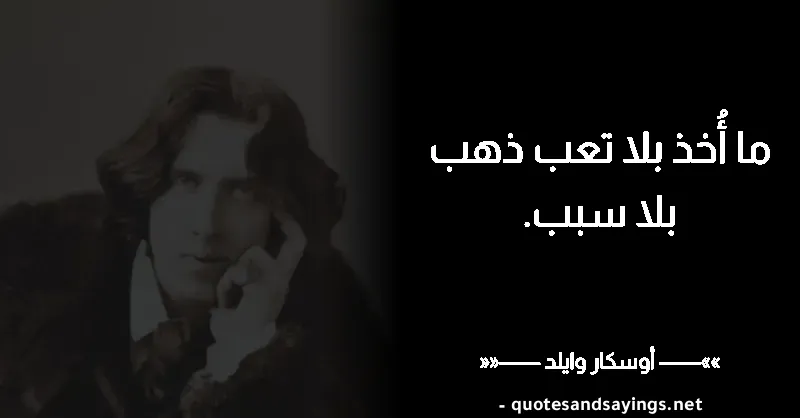 ما أُخذ بلا تعب ذهب
بلا سبب.
»»—— أوسكار وايلد ——««
- quotesandsayings.net